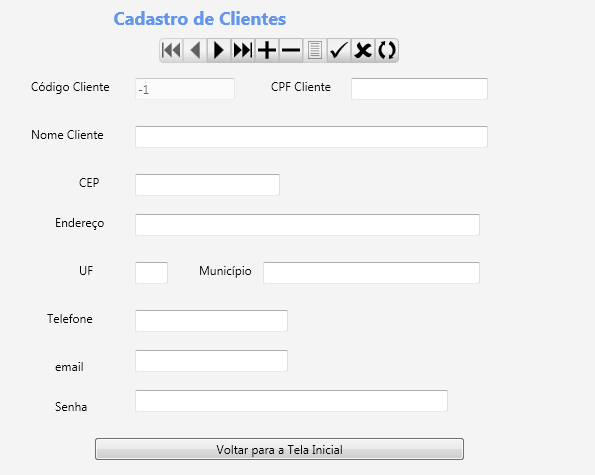 Cadastro de Clientes
Código Cliente -1 CPF Cliente
Nome Cliente
CEP
Endereço
UF Município
Telefone
email
Senha
Voltar para a Tela Inicial